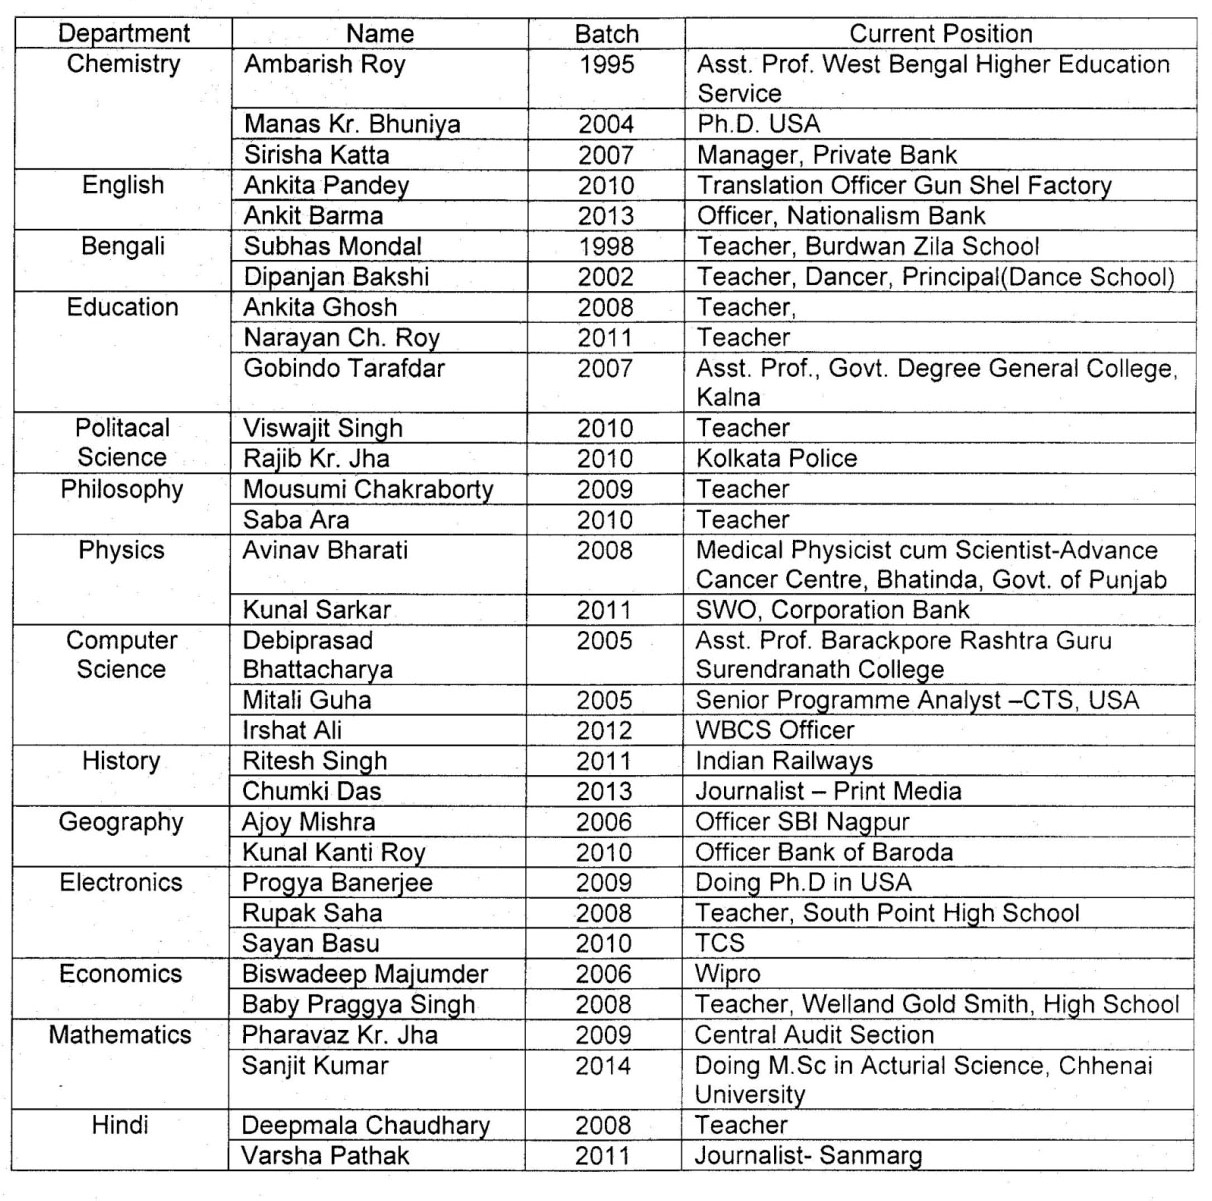 Department Name Batch Current Position
Chemistry Ambarish Roy 1995 Asst. Prof. West Bengal Higher Education
Service
Manas Kr. Bhuniya 2004 Ph.D. USA
Sirisha Katta 2007 Manager, Private Bank
English Ankita Pandey 2010 Translation Officer Gun Shel Factory
Ankit Barma 2013 Officer, Nationalism Bank
Bengali Subhas Mondal 1998 Teacher, Burdwan Zila School
Dipanjan Bakshi 2002 Teacher, Dancer, Principal(Dance School)
Education Ankita Ghosh 2008 Teacher,
Narayan Ch. Roy 2011 Teacher
Gobindo Tarafdar 2007 Asst. Prof., Govt. Degree General College,
Kalna
Politacal Viswajit Singh 2010 Teacher
Science Rajib Kr. Jha 2010 Kolkata Police
Philosophy Mousumi Chakraborty 2009 Teacher
Saba Ara 2010 Teacher
Physics Avinav Bharati 2008 Medical Physicist cum Scientist-Advance
Cancer Centre, Bhatinda, Govt. of Punjab
Kunal Sarkar 2011 SWO, Corporation Bank
Computer Debiprasad 2005 Asst. Prof. Barackpore Rashtra Guru
Science Bhattacharya Surendranath College
Mitali Guha 2005 Senior Programme Analyst –CTS, USA
Irshat Ali 2012 WBCS Officer
History Ritesh Singh 2011 Indian Railways
Chumki Das 2013 Journalist – Print Media
Geography Ajoy Mishra 2006 Officer SBI Nagpur
Kunal Kanti Roy 2010 Officer Bank of Baroda
Electronics Progya Banerjee 2009 Doing Ph.D in USA
Rupak Saha 2008 Teacher, South Point High School
Sayan Basu 2010 TCS
Economics Biswadeep Majumder 2006 Wipro
Baby Praggya Singh 2008 Teacher, Welland Gold Smith, High School
Mathematics Pharavaz Kr. Jha 2009 Central Audit Section
Sanjit Kumar 2014 Doing M.Sc in Acturial Science, Chhenai
University
Hindi Deepmala Chaudhary 2008 Teacher
Varsha Pathak 2011 Journalist- Sanmarg